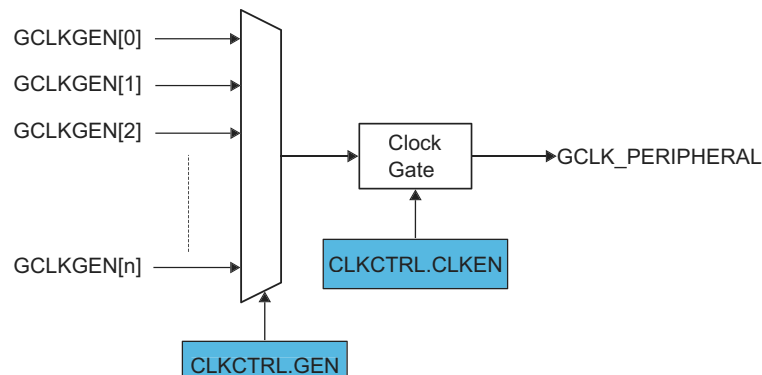 GCLKGEN[0]
GCLKGEN[1]
GCLKGEN[2]
Clock
Gate
GCLK_PERIPHERAL
GCLKGEN[n]
CLKCTRL.CLKEN
CLKCTRL.GEN